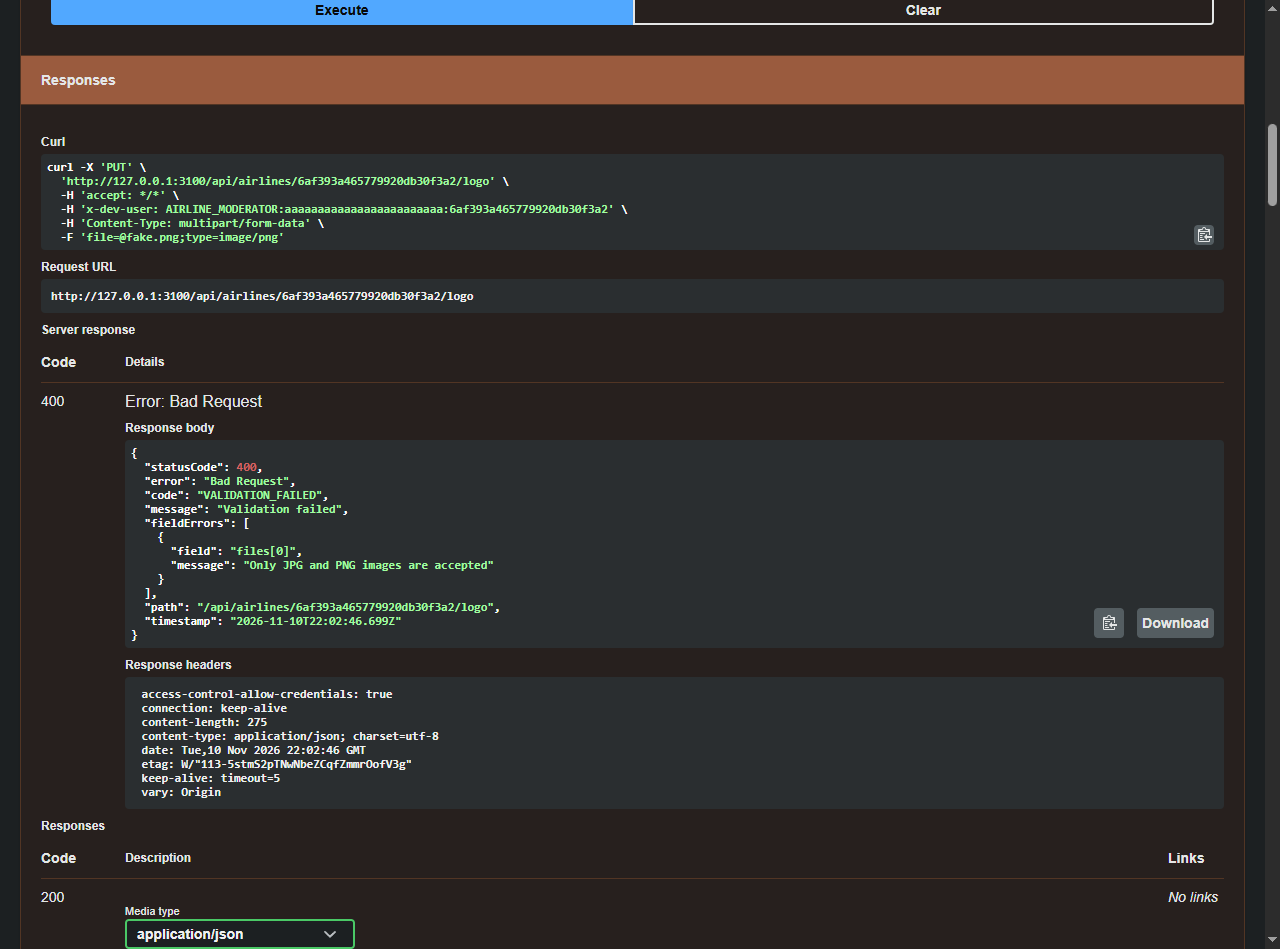 Execute
Clear
Responses
Curl
curl -X 'PUT' \
'http://127.0.0.1:3100/api/airlines/6af393a465779920db30f3a2/logo' \
-H 'accept: */*' \
-H 'x-dev-user: AIRLINE_MODERATOR:aaaaaaaaaaaaaaaaaaaaaaaa:6af393a465779920db30f3a2' \
-H 'Content-Type: multipart/form-data' \
-F 'file=@fake.png;type=image/png'
Request URL
http://127.0.0.1:3100/api/airlines/6af393a465779920db30f3a2/logo
Server response
Code Details
400 Error: Bad Request
Response body
{
"statusCode": 400,
"error": "Bad Request",
"code": "VALIDATION_FAILED",
"message": "Validation failed",
"fieldErrors": [
{
"field": "files[0]",
"message": "Only JPG and PNG images are accepted"
}
],
"path": "/api/airlines/6af393a465779920db30f3a2/logo",
"timestamp": "2026-11-10T22:02:46.699Z"
}
Download
Response headers
access-control-allow-credentials: true
connection: keep-alive
content-length: 275
content-type: application/json; charset=utf-8
date: Tue,10 Nov 2026 22:02:46 GMT
etag: W/"113-5stmS2pTNwNbeZCqfZmmrOofV3g"
keep-alive: timeout=5
vary: Origin
Responses
Code Description Links
200 No links
Media type
application/json